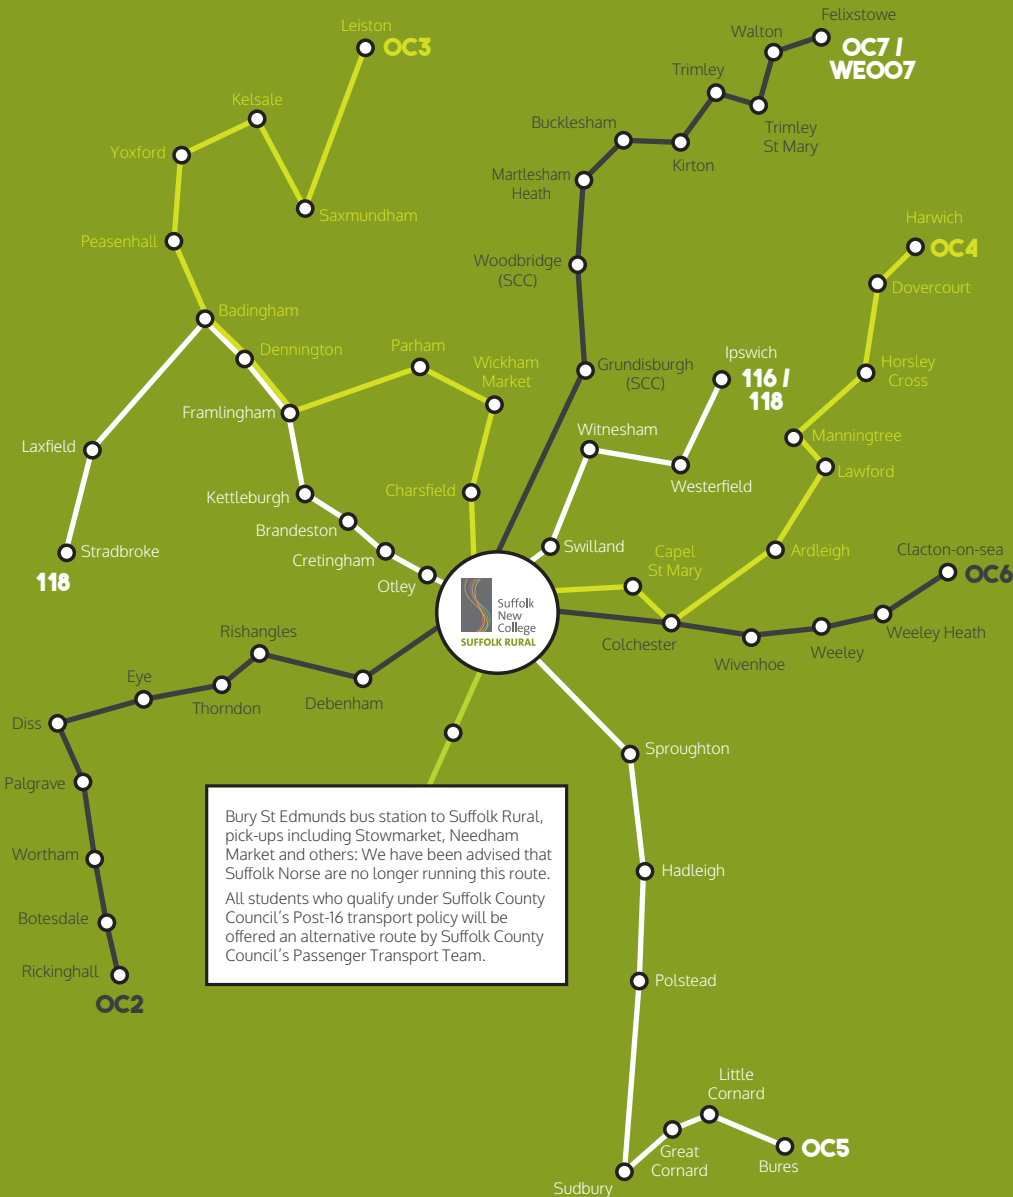 Leiston
OC3
Kelsale
Yoxford
Saxmundham
Peasenhall
Badingham
Dennington
Parham
Wickham
Market
Framlingham
Charsfield
Laxfield
Kettleburgh
Brandeston
Cretingham
Otley
Stradbroke
118
Felixstowe
OC7 /
WE007
Walton
Trimley
Trimley
St Mary
Bucklesham
Kirton
Martlesham
Heath
Woodbridge
(SCC)
Grundisburgh
(SCC)
Ipswich
116 /
118
Witnesham
Westerfield
Swilland
Harwich
OC4
Dovercourt
Horsley
Cross
Manningtree
Lawford
Ardleigh
Capel
St Mary
Colchester
Clacton-on-sea
OC6
Weeley Heath
Weeley
Wivenhoe
Suffolk
New
College
SUFFOLK RURAL
Rishangles
Eye
Thorndon
Debenham
Diss
Palgrave
Wortham
Botesdale
Rickinghall
OC2
Bury St Edmunds bus station to Suffolk Rural,
pick-ups including Stowmarket, Needham
Market and others: We have been advised that
Suffolk Norse are no longer running this route.
All students who qualify under Suffolk County
Council's Post-16 transport policy will be
offered an alternative route by Suffolk County
Council's Passenger Transport Team.
Sproughton
Hadleigh
Polstead
Little
Cornard
Great
Cornard
Bures
OC5
Sudbury